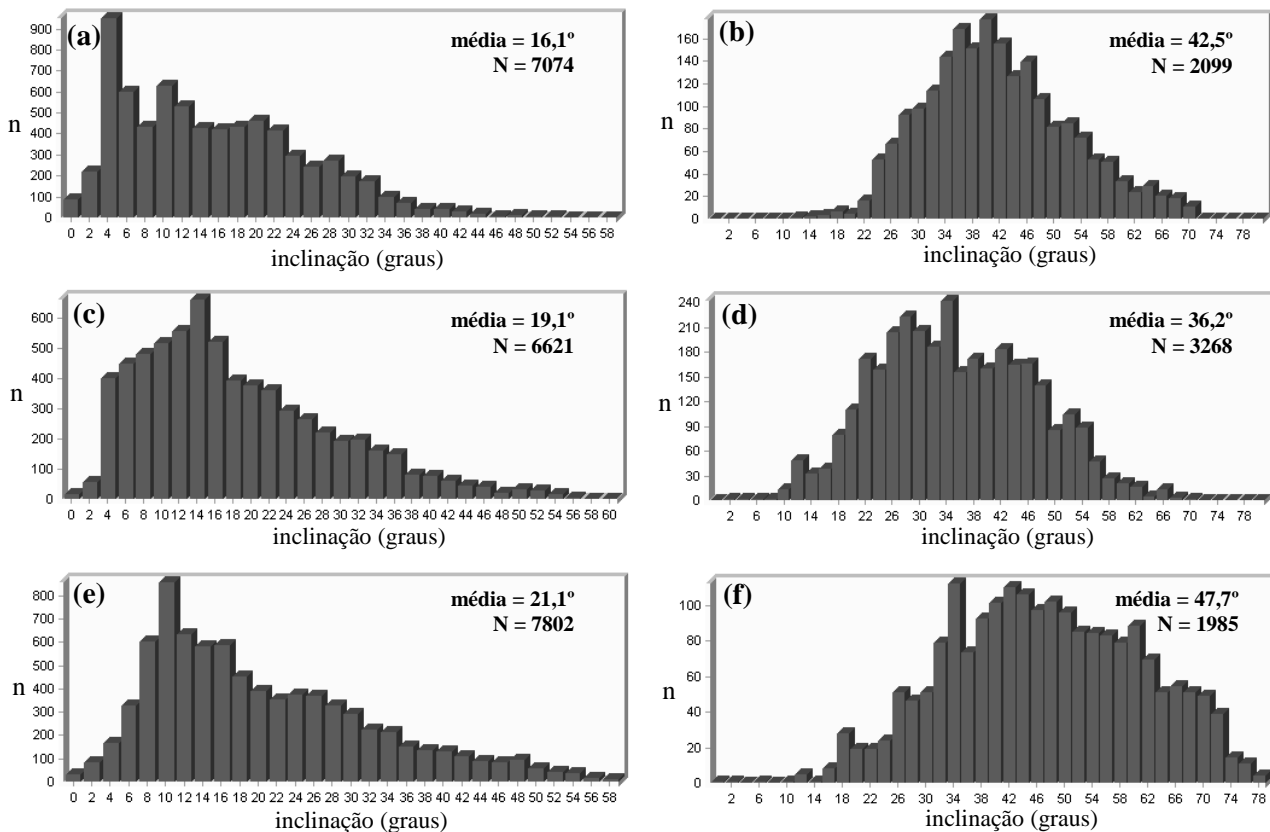 (a)
média = 16,1º
N = 7074
900
800
700
600
500
400
300
200
100
0
n
0 2 4 6 8 10 12 14 16 18 20 22 24 26 28 30 32 34 36 38 40 42 44 46 48 50 52 54 56 58
inclinação (graus)
(b)
média = 42,5º
N = 2099
160
140
120
100
80
60
40
20
0
n
2 6 10 14 18 22 26 30 34 38 42 46 50 54 58 62 66 70 74 78
inclinação (graus)
(c)
média = 19,1º
N = 6621
600
500
400
300
200
100
0
n
0 2 4 6 8 10 12 14 16 18 20 22 24 26 28 30 32 34 36 38 40 42 44 46 48 50 52 54 56 58 60
inclinação (graus)
(d)
média = 36,2º
N = 3268
240
210
180
150
120
90
60
30
0
n
2 6 10 14 18 22 26 30 34 38 42 46 50 54 58 62 66 70 74 78
inclinação (graus)
(e)
média = 21,1º
N = 7802
800
700
600
500
400
300
200
100
0
n
0 2 4 6 8 10 12 14 16 18 20 22 24 26 28 30 32 34 36 38 40 42 44 46 48 50 52 54 56 58
inclinação (graus)
(f)
média = 47,7º
N = 1985
100
80
60
40
20
0
n
2 6 10 14 18 22 26 30 34 38 42 46 50 54 58 62 66 70 74 78
inclinação (graus)